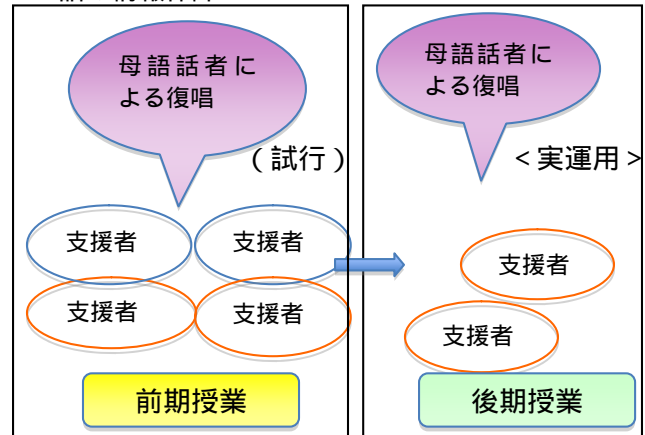 母語話者に
よる復唱
(試行)
支援者
支援者
支援者
支援者
前期授業
母語話者に
よる復唱
<実運用>
支援者
支援者
後期授業